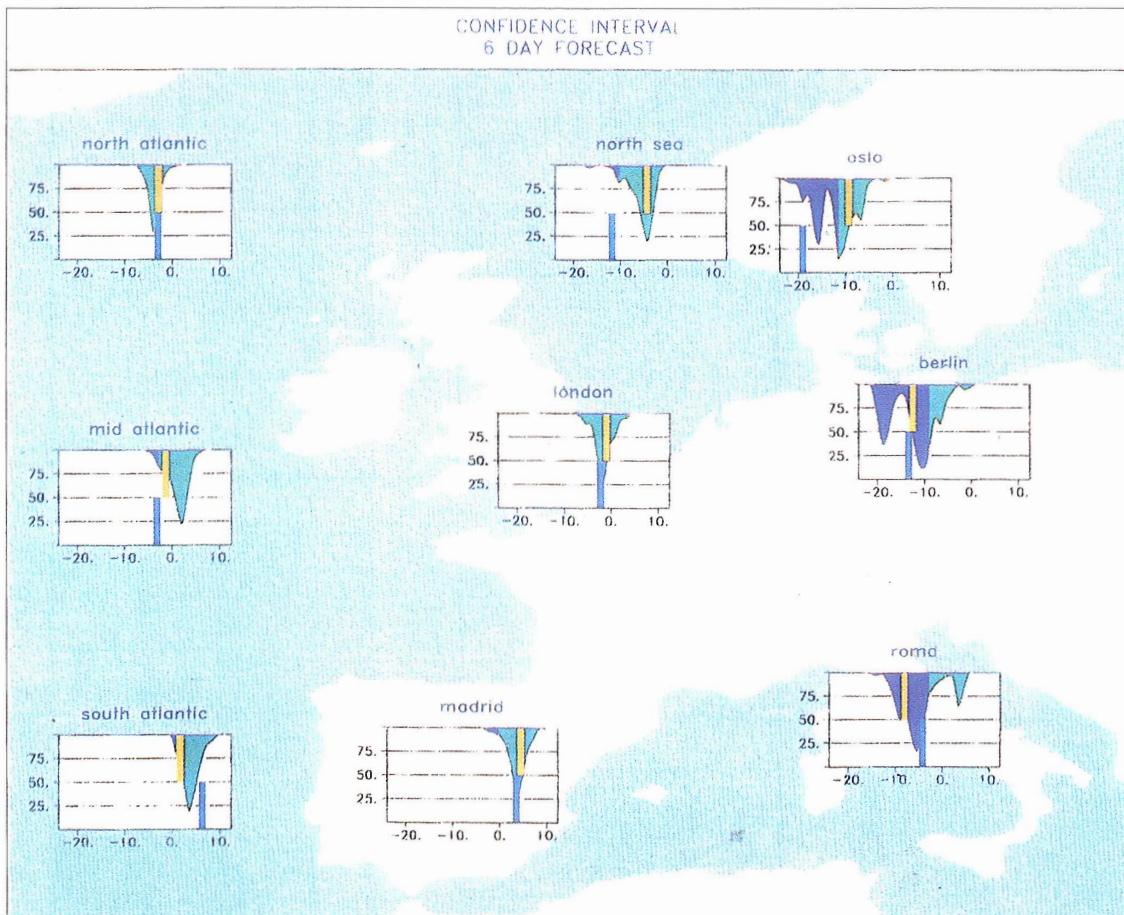 CONFIDENCE INTERVAL
6 DAY FORECAST
north atlantic
75.
50.
25.
-20. -10. 0. 10.
north sea
75.
50.
25.
-20. -10. 0. 10.
oslo
75.
50.
25.
-20. -10. 0. 10.
mid atlantic
75.
50.
25.
-20. -10. 0. 10.
london
75.
50.
25.
-20. -10. 0. 10.
berlin
75.
50.
25.
-20. -10. 0. 10.
south atlantic
75.
50.
25.
-20. -10. 0. 10.
madrid
75.
50.
25.
-20. -10. 0. 10.
roma
75.
50.
25.
-20. -10. 0. 10.